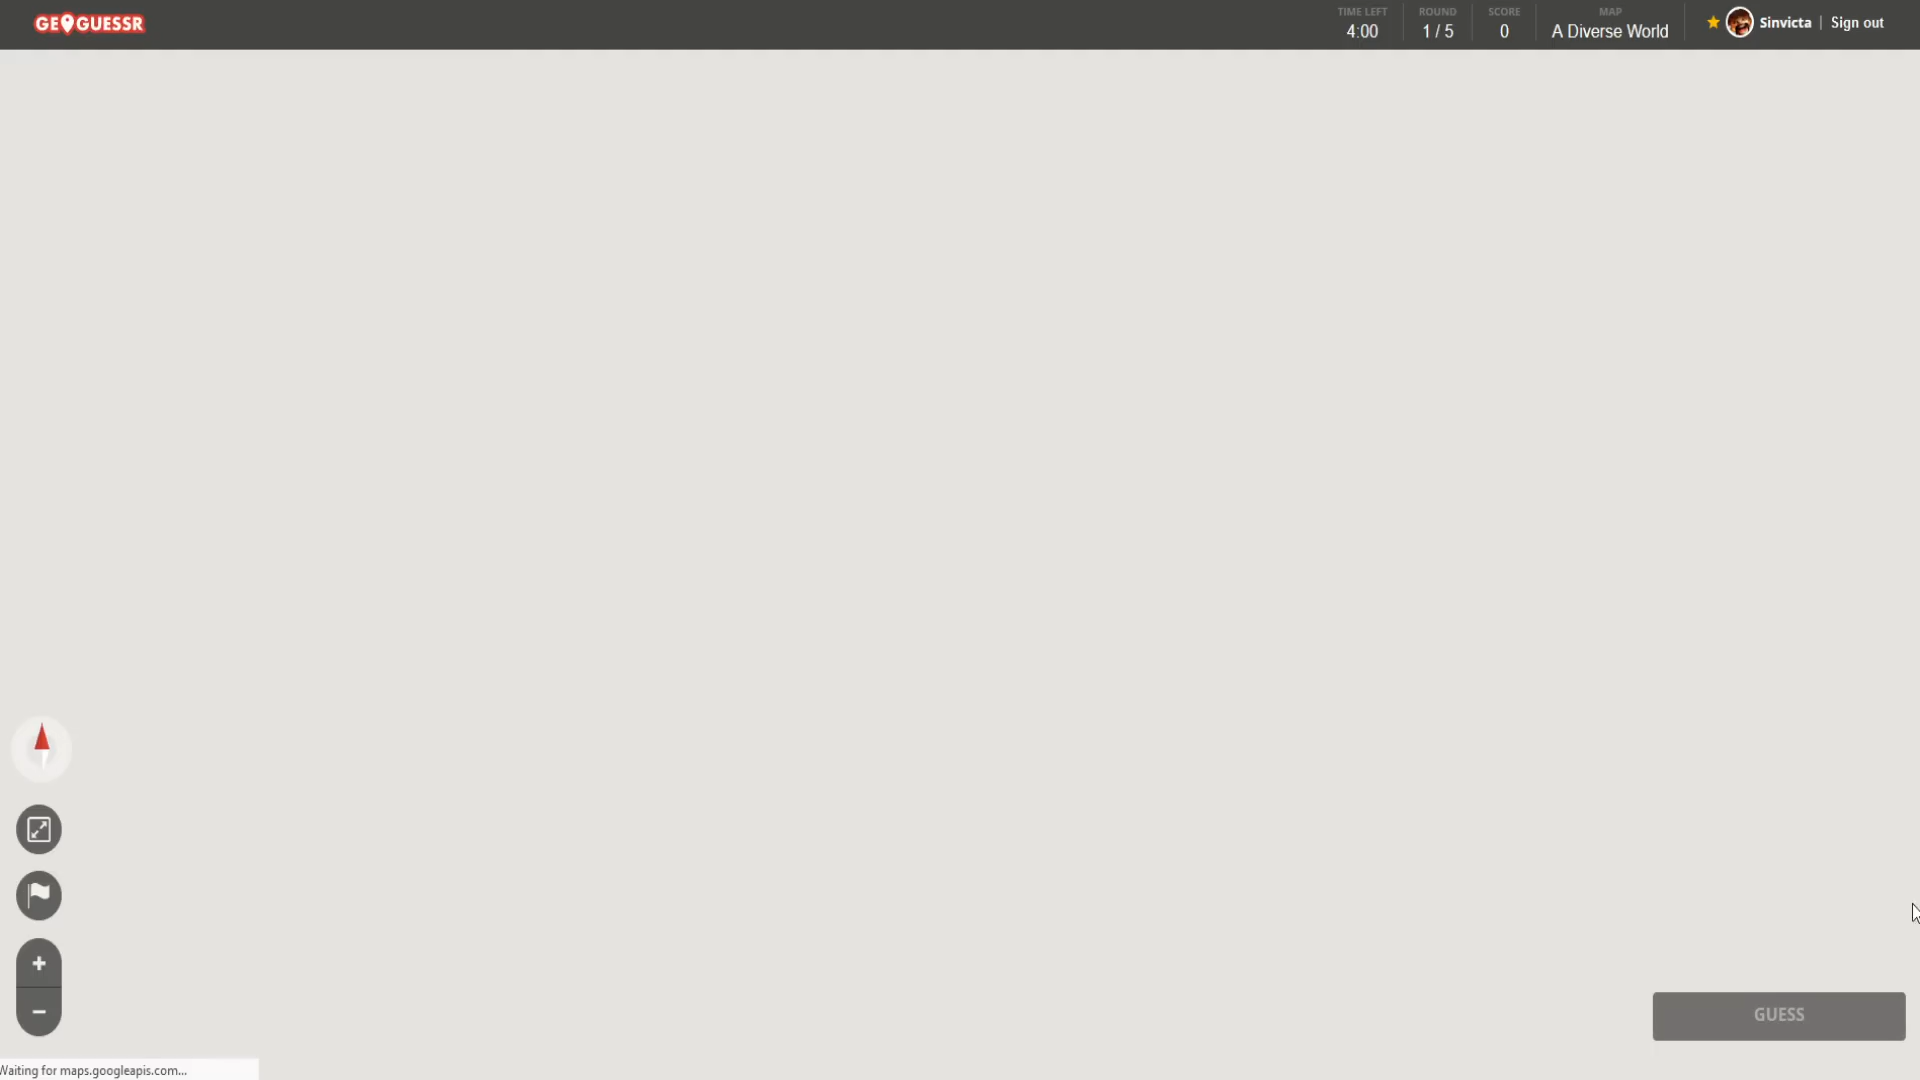 GEOGUESSR
TIME LEFT
4:00
ROUND
1 / 5
SCORE
0
MAP
A Diverse World
Sinvicta | Sign out
GUESS
Waiting for maps.googleapis.com...